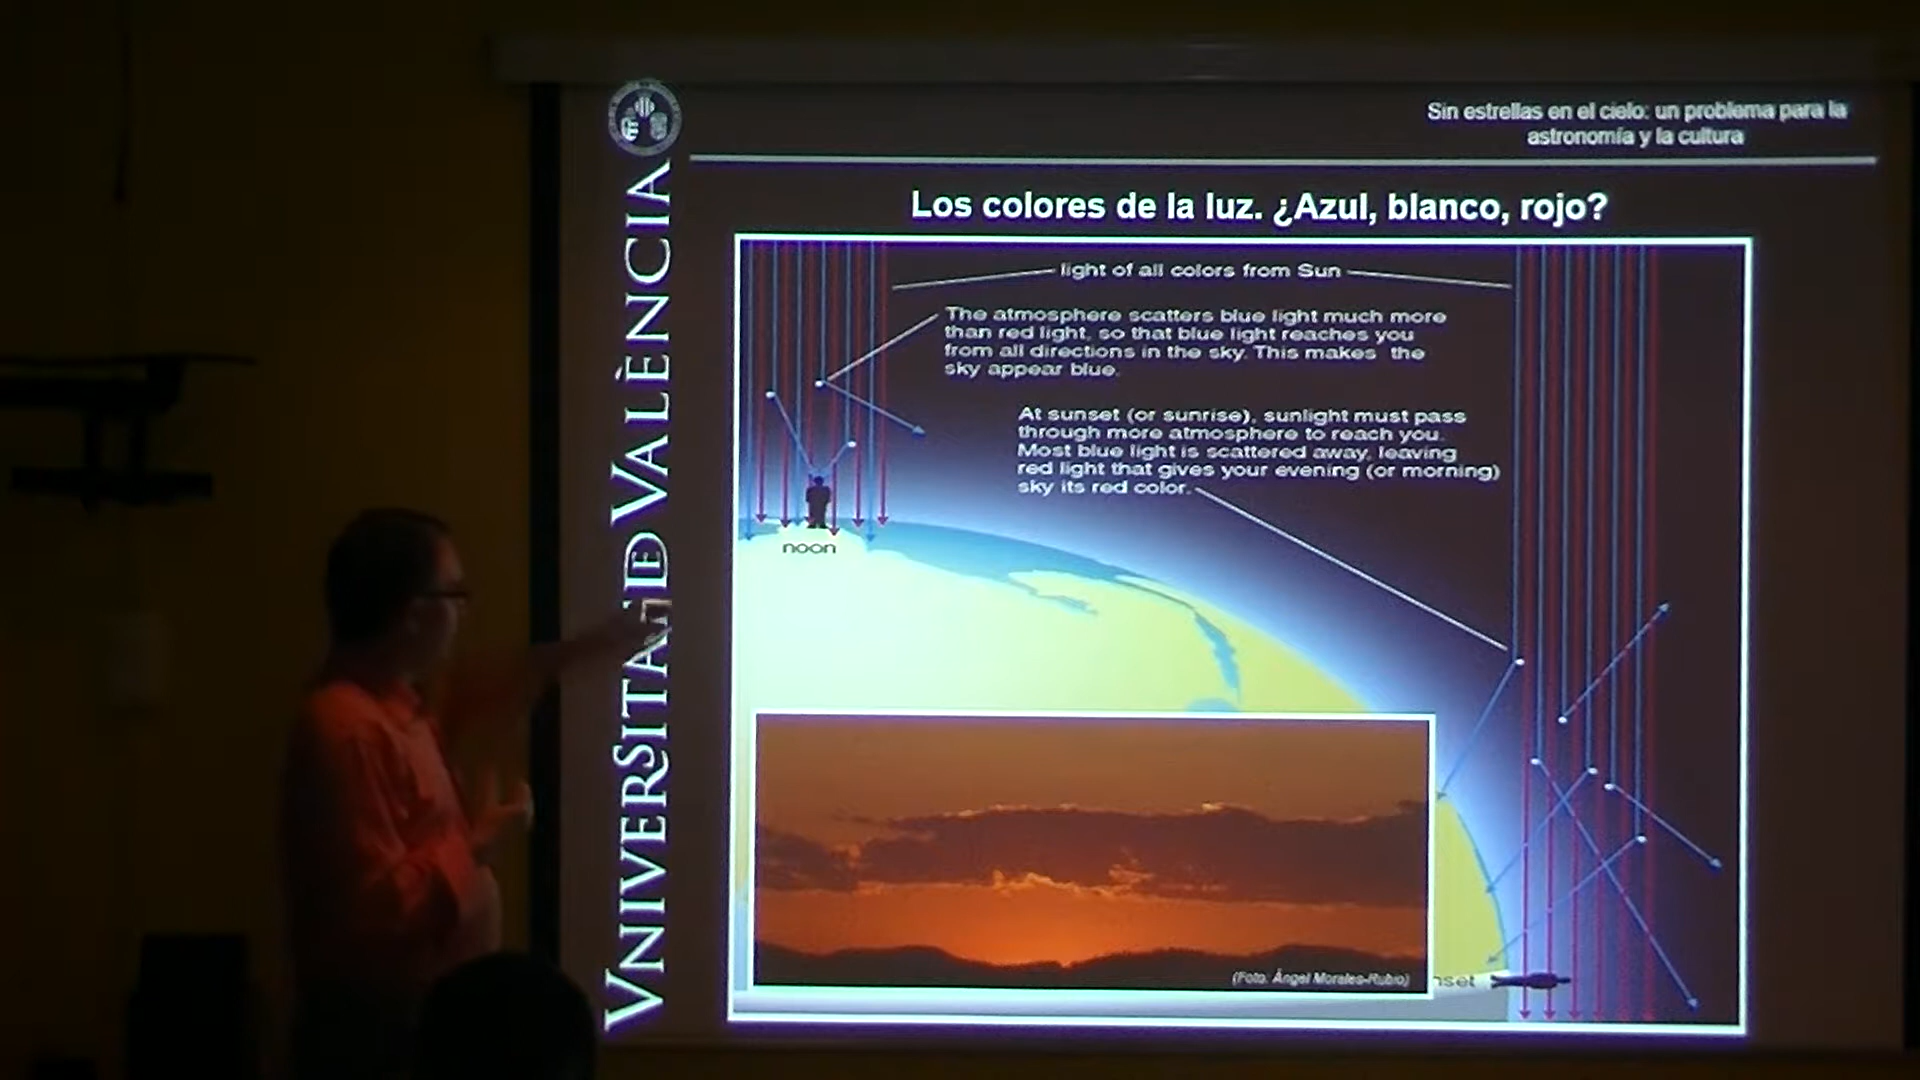 Sin estrellas en el cielo: un problema para la
astronomía y la cultura
VNIVERSITATID VALÈNCIA
Los colores de la luz. ¿Azul, blanco, rojo?
light of all colors from Sun
The atmosphere scatters blue light much more
than red light, so that blue light reaches you
from all directions in the sky. This makes the
sky appear blue.
At sunset (or sunrise), sunlight must pass
through more atmosphere to reach you.
Most blue light is scattered away, leaving
red light that gives your evening (or morning)
sky its red color.
noon
(Foto. Ángel Morales-Rubio)
nset